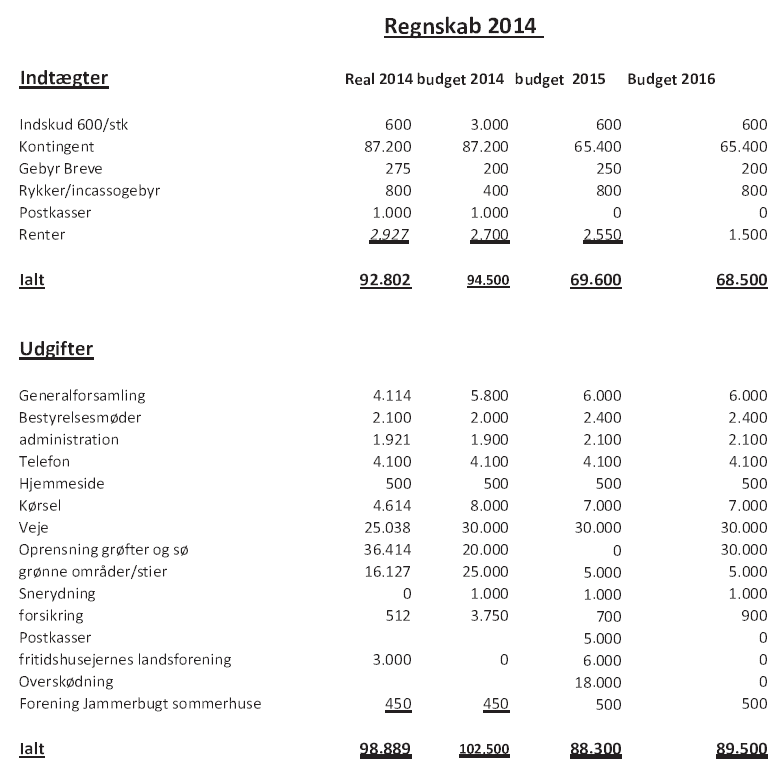 Regnskab 2014
Indtægter Real 2014 budget 2014 budget 2015 Budget 2016
Indskud 600/stk 600 3.000 600 600
Kontingent 87.200 87.200 65.400 65.400
Gebyr Breve 275 200 250 200
Rykker/incassogebyr 800 400 800 800
Postkasser 1.000 1.000 0 0
Renter 2.927 2.700 2.550 1.500
Ialt 92.802 94.500 69.600 68.500
Udgifter
Generalforsamling 4.114 5.800 6.000 6.000
Bestyrelsesmøder 2.100 2.000 2.400 2.400
administration 1.921 1.900 2.100 2.100
Telefon 4.100 4.100 4.100 4.100
Hjemmeside 500 500 500 500
Kørsel 4.614 8.000 7.000 7.000
Veje 25.038 30.000 30.000 30.000
Oprensning grøfter og sø 36.414 20.000 0 30.000
grønne områder/stier 16.127 25.000 5.000 5.000
Snerydning 0 1.000 1.000 1.000
forsikring 512 3.750 700 900
Postkasser 5.000 0
fritidshusejernes landsforening 3.000 0 6.000 0
Overskødning 18.000 0
Forening Jammerbugt sommerhuse 450 450 500 500
Ialt 98.889 102.500 88.300 89.500